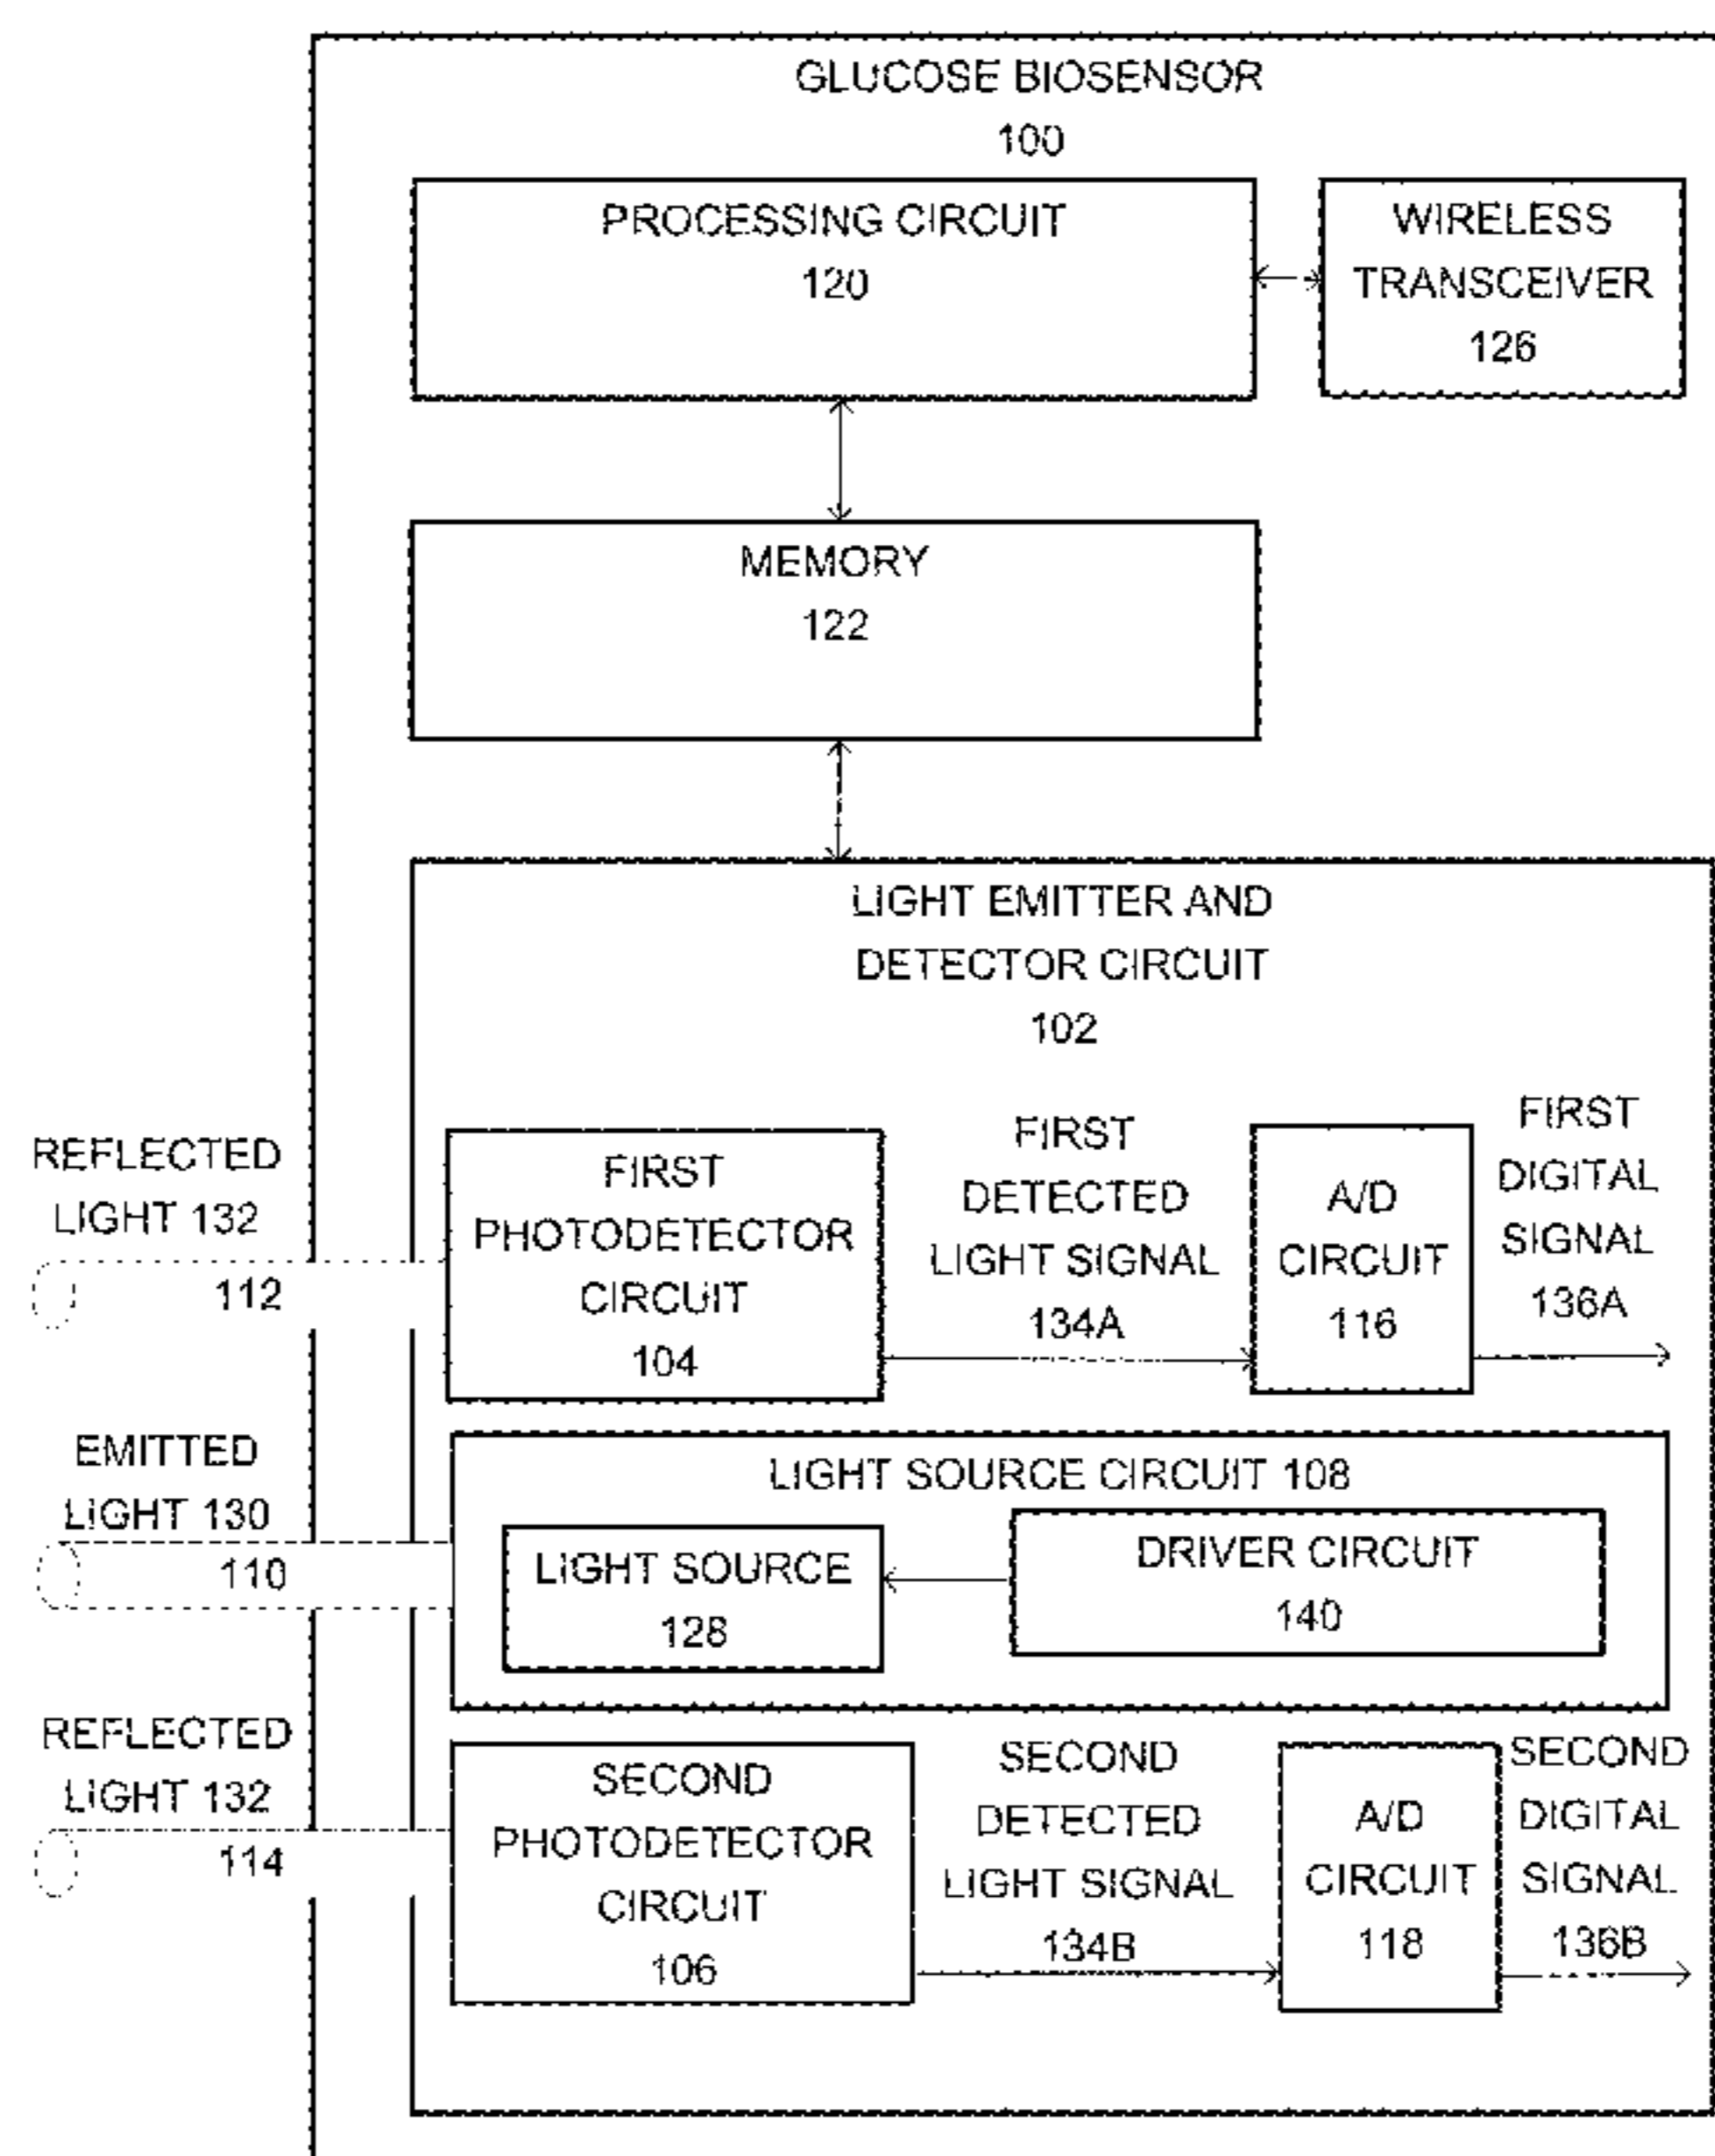 GLUCOSE BIOSENSOR
100
PROCESSING CIRCUIT
120
WIRELESS
TRANSCEIVER
126
MEMORY
122
LIGHT EMITTER AND
DETECTOR CIRCUIT
102
REFLECTED
LIGHT 132
112
FIRST
PHOTODETECTOR
CIRCUIT
104
FIRST
DETECTED
LIGHT SIGNAL
134A
A/D
CIRCUIT
116
FIRST
DIGITAL
SIGNAL
136A
EMITTED
LIGHT 130
110
LIGHT SOURCE CIRCUIT 108
LIGHT SOURCE
128
DRIVER CIRCUIT
140
REFLECTED
LIGHT 132
114
SECOND
PHOTODETECTOR
CIRCUIT
106
SECOND
DETECTED
LIGHT SIGNAL
134B
A/D
CIRCUIT
118
SECOND
DIGITAL
SIGNAL
136B